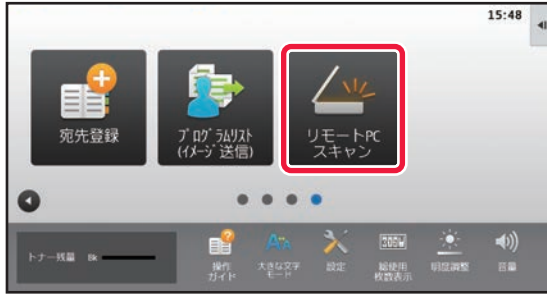 15:48
宛先登録
プログラムリスト
(イメージ送信)
リモートPC
スキャン
トナー残量 Bk
操作
ガイド
大きな文字
モード
設定
総使用
枚数表示
明度調整
音量